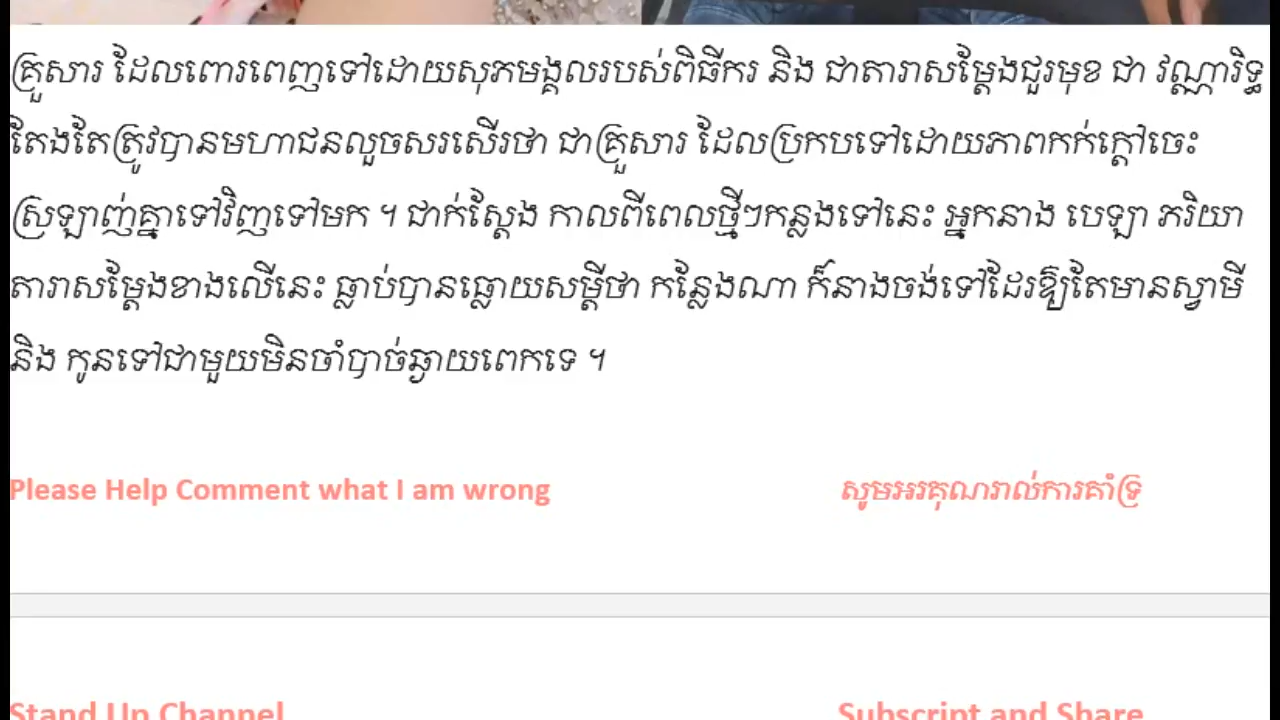 គ្រួសារ ដែលពោរពេញទៅដោយសុភមង្គលរបស់ពិធីករ និង ជាតារាសម្ដែងជួរមុខ ជា វណ្ណារិទ្ធ
តែងតែត្រូវបានមហាជនលួចសរសើរថា ជាគ្រួសារ ដែលប្រកបទៅដោយភាពកក់ក្ដៅចេះ
ស្រឡាញ់គ្នាទៅវិញទៅមក ។ ជាក់ស្ដែង កាលពីពេលថ្មីៗកន្លងទៅនេះ អ្នកនាង បេឡា ភរិយា
តារាសម្ដែងខាងលើនេះ ធ្លាប់បានឆ្លោយសម្ដីថា កន្លែងណា ក៏នាងចង់ទៅដែរឱ្យតែមានស្វាមី
និង កូនទៅជាមួយមិនចាំបាច់ឆ្ងាយពេកទេ ។
Please Help Comment what I am wrong
សូមអរគុណរាល់ការគាំទ្រ
Stand Up Channel
Subscript and Share